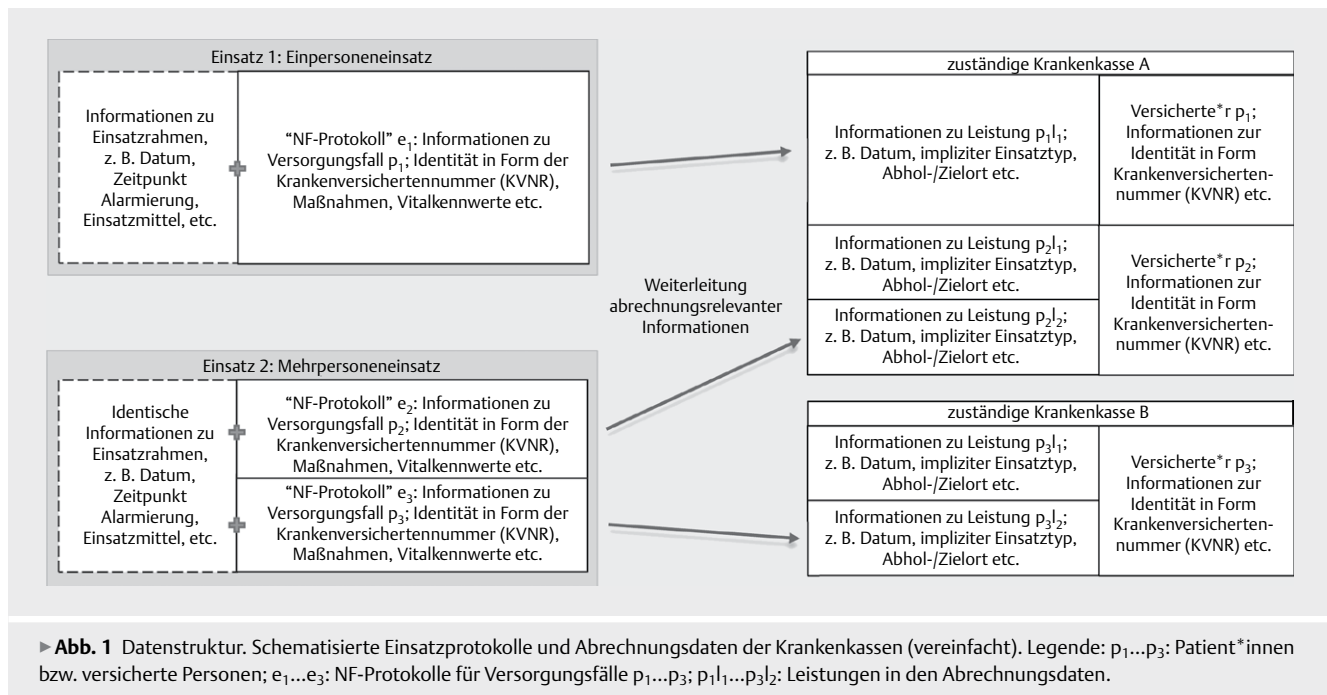 Einsatz 1: Einpersoneneinsatz
Informationen zu
Einsatzrahmen,
z. B. Datum,
Zeitpunkt
Alarmierung,
Einsatzmittel, etc.
“NF-Protokoll” e₁: Informationen zu
Versorgungsfall p₁; Identität in Form der
Krankenversichertennummer (KVNR),
Maßnahmen, Vitalkennwerte etc.
Einsatz 2: Mehrpersoneneinsatz
Identische
Informationen zu
Einsatzrahmen,
z. B. Datum,
Zeitpunkt
Alarmierung,
Einsatzmittel, etc.
“NF-Protokoll” e₂: Informationen zu
Versorgungsfall p₂; Identität in Form der
Krankenversichertennummer (KVNR),
Maßnahmen, Vitalkennwerte etc.
“NF-Protokoll” e₃: Informationen zu
Versorgungsfall p₃; Identität in Form der
Krankenversichertennummer (KVNR),
Maßnahmen, Vitalkennwerte etc.
Weiterleitung
abrechnungsrelevanter
Informationen
zuständige Krankenkasse A
Informationen zu Leistung p₁l₁;
z. B. Datum, impliziter Einsatztyp,
Abhol-/Zielort etc.
Versicherte*r p₁;
Informationen zur
Identität in Form
Krankenversicherten-
nummer (KVNR) etc.
Informationen zu Leistung p₂l₁;
z. B. Datum, impliziter Einsatztyp,
Abhol-/Zielort etc.
Informationen zu Leistung p₂l₂;
z. B. Datum, impliziter Einsatztyp,
Abhol-/Zielort etc.
Versicherte*r p₂;
Informationen zur
Identität in Form
Krankenversicherten-
nummer (KVNR) etc.
zuständige Krankenkasse B
Informationen zu Leistung p₃l₁;
z. B. Datum, impliziter Einsatztyp,
Abhol-/Zielort etc.
Informationen zu Leistung p₃l₂;
z. B. Datum, impliziter Einsatztyp,
Abhol-/Zielort etc.
Versicherte*r p₃;
Informationen zur
Identität in Form
Krankenversicherten-
nummer (KVNR) etc.
▶ Abb. 1 Datenstruktur. Schematisierte Einsatzprotokolle und Abrechnungsdaten der Krankenkassen (vereinfacht). Legende: p₁...p₃: Patient*innen
bzw. versicherte Personen; e₁...e₃: NF-Protokolle für Versorgungsfälle p₁...p₃; p₁l₁...p₃l₂: Leistungen in den Abrechnungsdaten.